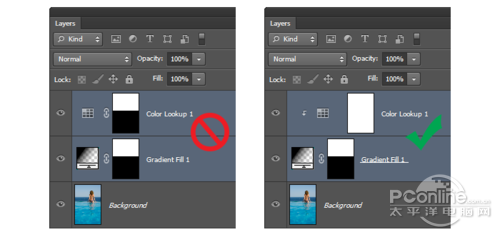 Layers
Kind
Normal
Opacity: 100%
Lock:
Fill: 100%
Color Lookup 1
Gradient Fill 1
Background
Layers
Kind
Normal
Opacity: 100%
Lock:
Fill: 100%
Color Lookup 1
Gradient Fill 1
Background
PConline
太平洋电脑网